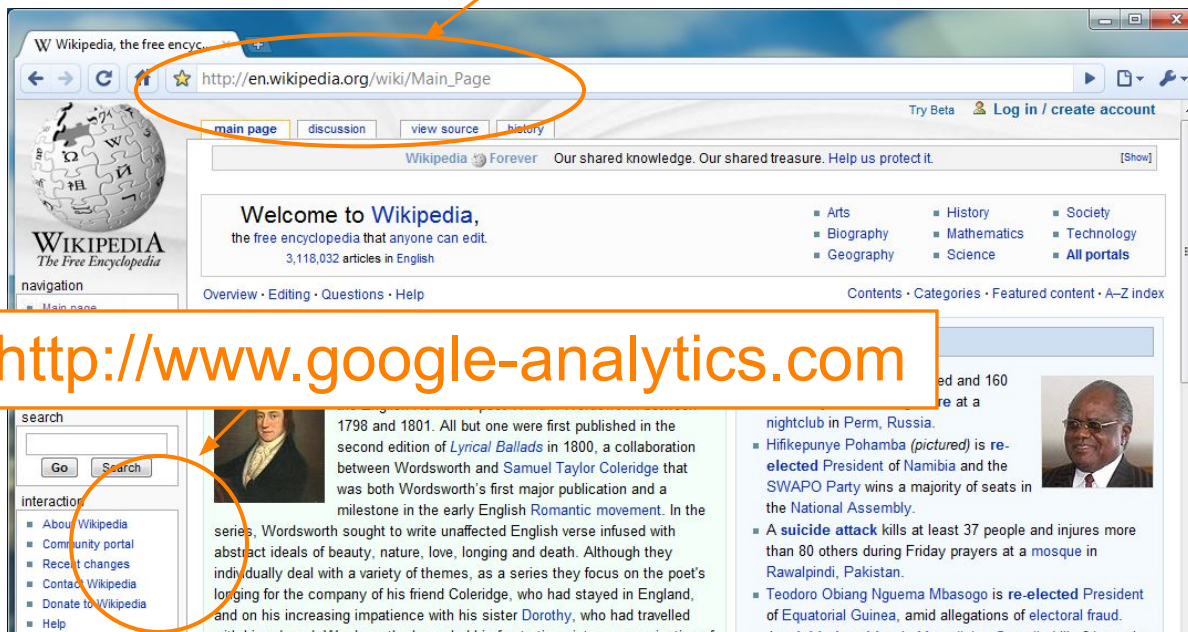 W Wikipedia, the free encyc...
http://en.wikipedia.org/wiki/Main_Page
Try Beta Log in / create account
main page discussion view source history
Wikipedia Forever Our shared knowledge. Our shared treasure. Help us protect it. [Show]
WIKIPEDIA
The Free Encyclopedia
Welcome to Wikipedia,
the free encyclopedia that anyone can edit.
3,118,032 articles in English
Arts History Society
Biography Mathematics Technology
Geography Science All portals
navigation
Main page
Overview · Editing · Questions · Help
Contents · Categories · Featured content · A–Z index
http://www.google-analytics.com
search
Go Search
interaction
About Wikipedia
Community portal
Recent changes
Contact Wikipedia
Donate to Wikipedia
Help
1798 and 1801. All but one were first published in the
second edition of Lyrical Ballads in 1800, a collaboration
between Wordsworth and Samuel Taylor Coleridge that
was both Wordsworth's first major publication and a
milestone in the early English Romantic movement. In the
series, Wordsworth sought to write unaffected English verse infused with
abstract ideals of beauty, nature, love, longing and death. Although they
individually deal with a variety of themes, as a series they focus on the poet's
longing for the company of his friend Coleridge, who had stayed in England,
and on his increasing impatience with his sister Dorothy, who had travelled
ed and 160
re at a
nightclub in Perm, Russia.
Hifikepunye Pohamba (pictured) is re-
elected President of Namibia and the
SWAPO Party wins a majority of seats in
the National Assembly.
A suicide attack kills at least 37 people and injures more
than 80 others during Friday prayers at a mosque in
Rawalpindi, Pakistan.
Teodoro Obiang Nguema Mbasogo is re-elected President
of Equatorial Guinea, amid allegations of electoral fraud.